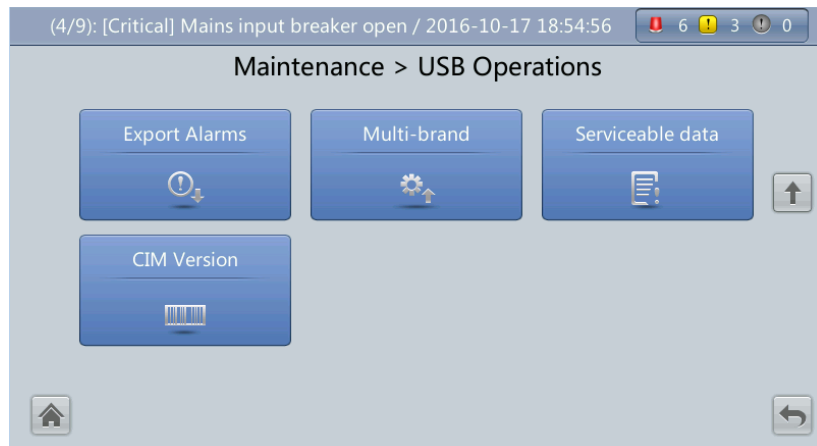 (4/9): [Critical] Mains input breaker open / 2016-10-17 18:54:56 6 3 0
Maintenance > USB Operations
Export Alarms Multi-brand Serviceable data
CIM Version